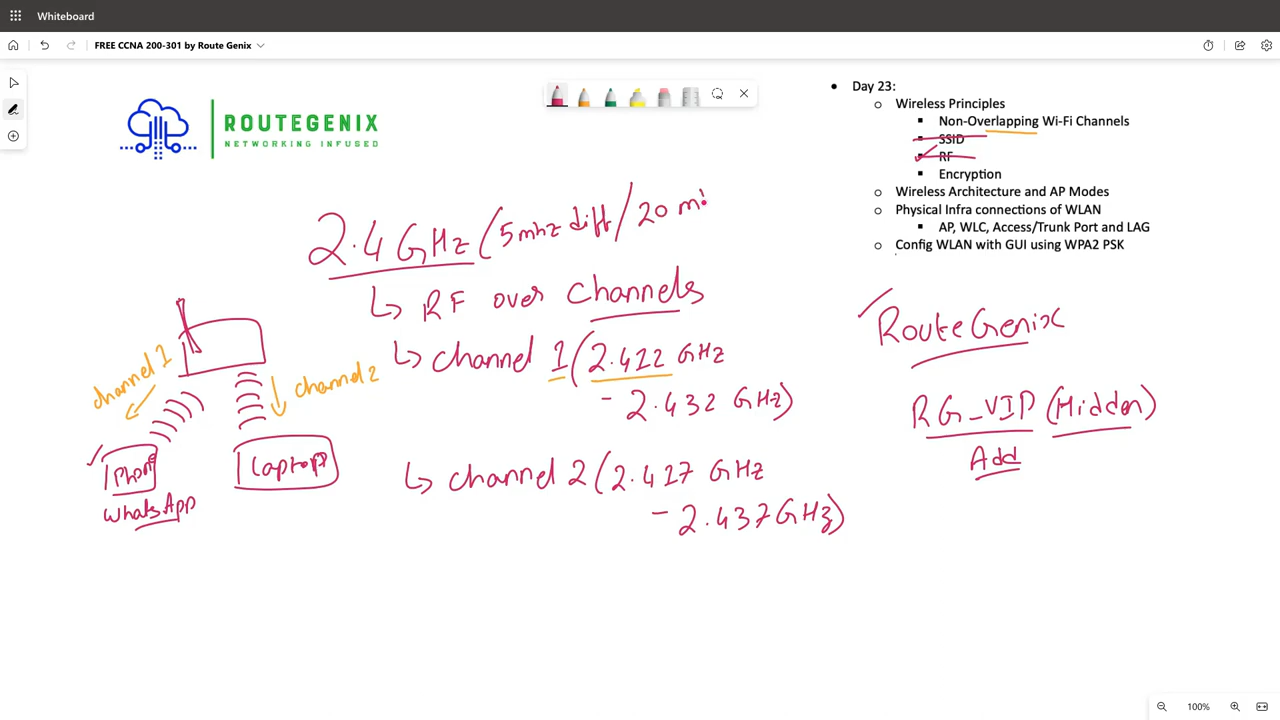 Whiteboard
FREE CCNA 200-301 by Route Genix
ROUTEGENIX
NETWORKING INFUSED
Day 23:
Wireless Principles
Non-Overlapping Wi-Fi Channels
SSID
RF
Encryption
Wireless Architecture and AP Modes
Physical Infra connections of WLAN
AP, WLC, Access/Trunk Port and LAG
Config WLAN with GUI using WPA2 PSK
2.4 GHz (5 mhz diff/20 m
RF over channels
channel 1 (2.412 GHz
- 2.432 GHz)
channel 2 (2.417 GHz
- 2.437 GHz)
channel 1
channel 2
Phone
WhatsApp
Laptop
RouteGenix
RG_VIP (Hidden)
Add
100%